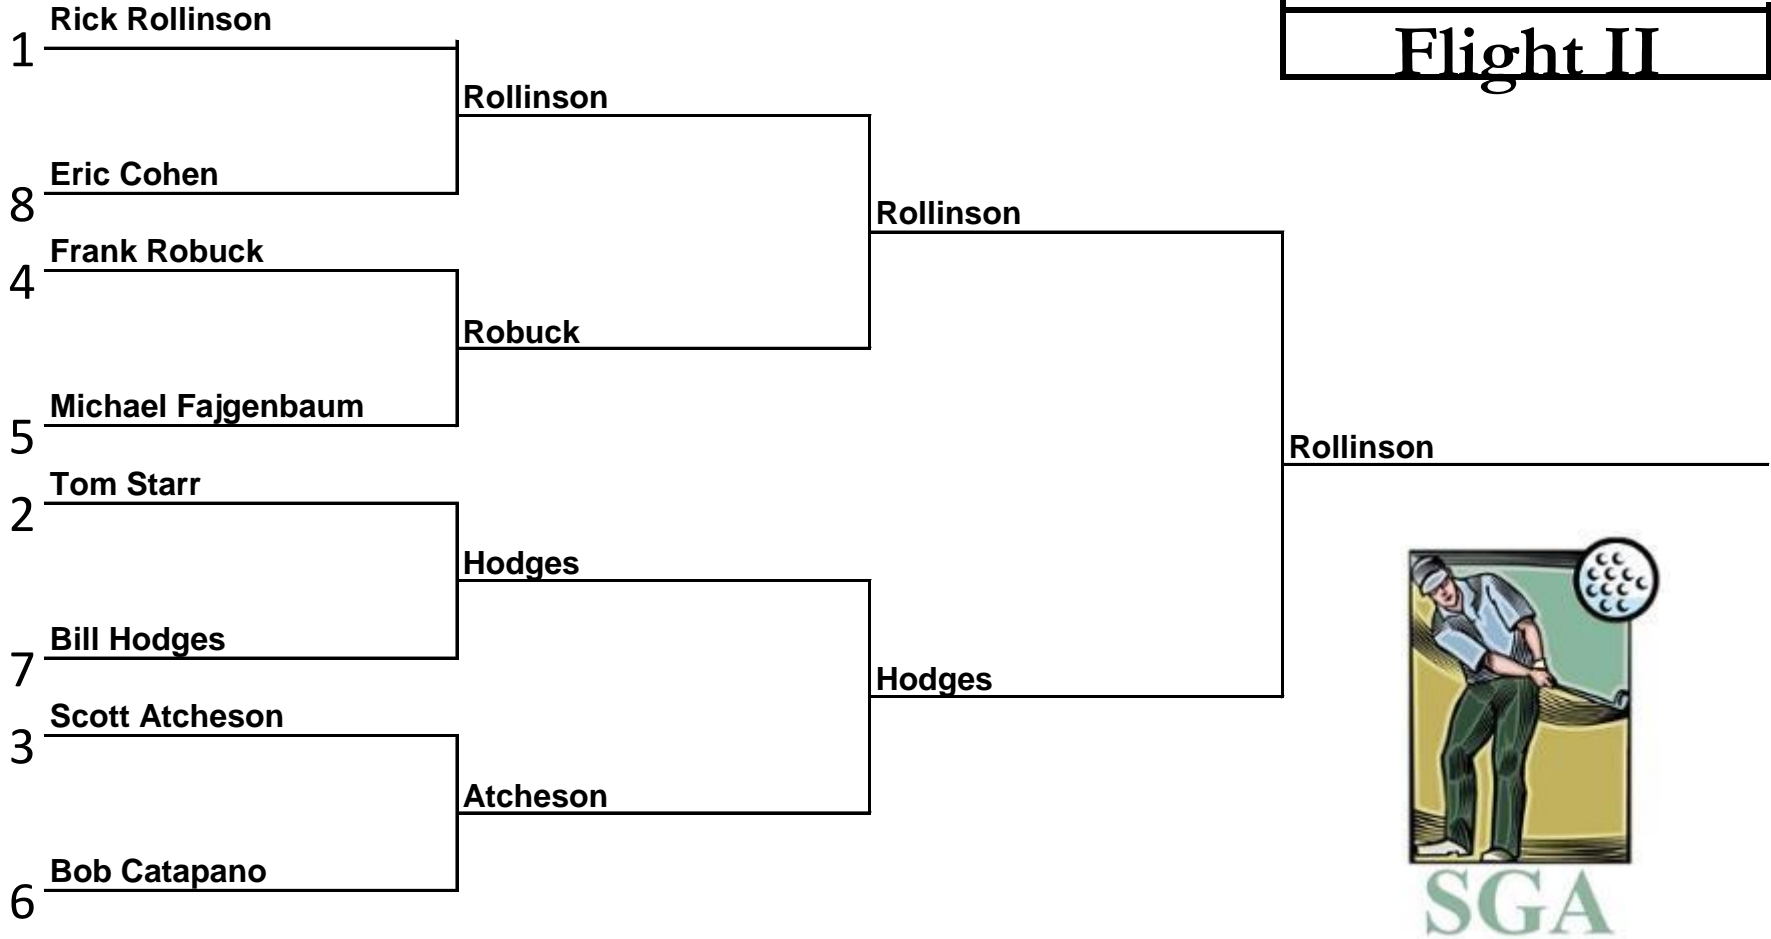 Flight II
1 Rick Rollinson
Rollinson
8 Eric Cohen
Rollinson
4 Frank Robuck
Robuck
5 Michael Fajgenbaum
Rollinson
2 Tom Starr
Hodges
7 Bill Hodges
Hodges
3 Scott Atcheson
Atcheson
6 Bob Catapano
SGA